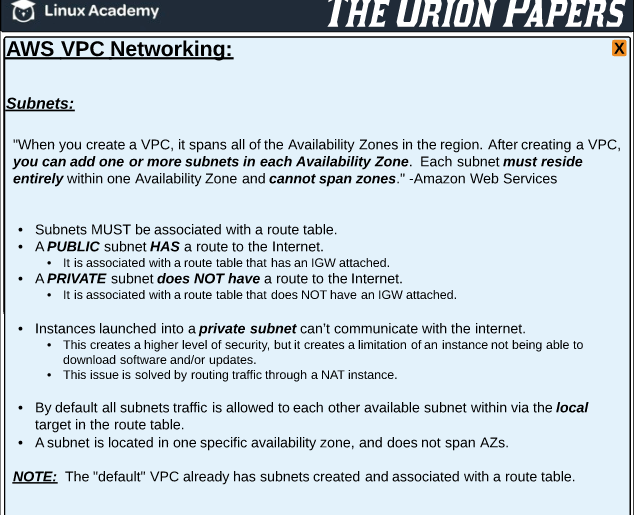 Linux Academy
THE ORION PAPERS
AWS VPC Networking:
X
Subnets:
"When you create a VPC, it spans all of the Availability Zones in the region. After creating a VPC,
you can add one or more subnets in each Availability Zone. Each subnet must reside
entirely within one Availability Zone and cannot span zones." -Amazon Web Services
• Subnets MUST be associated with a route table.
• A PUBLIC subnet HAS a route to the Internet.
• It is associated with a route table that has an IGW attached.
• A PRIVATE subnet does NOT have a route to the Internet.
• It is associated with a route table that does NOT have an IGW attached.
• Instances launched into a private subnet can't communicate with the internet.
• This creates a higher level of security, but it creates a limitation of an instance not being able to
download software and/or updates.
• This issue is solved by routing traffic through a NAT instance.
• By default all subnets traffic is allowed to each other available subnet within via the local
target in the route table.
• A subnet is located in one specific availability zone, and does not span AZs.
NOTE: The "default" VPC already has subnets created and associated with a route table.